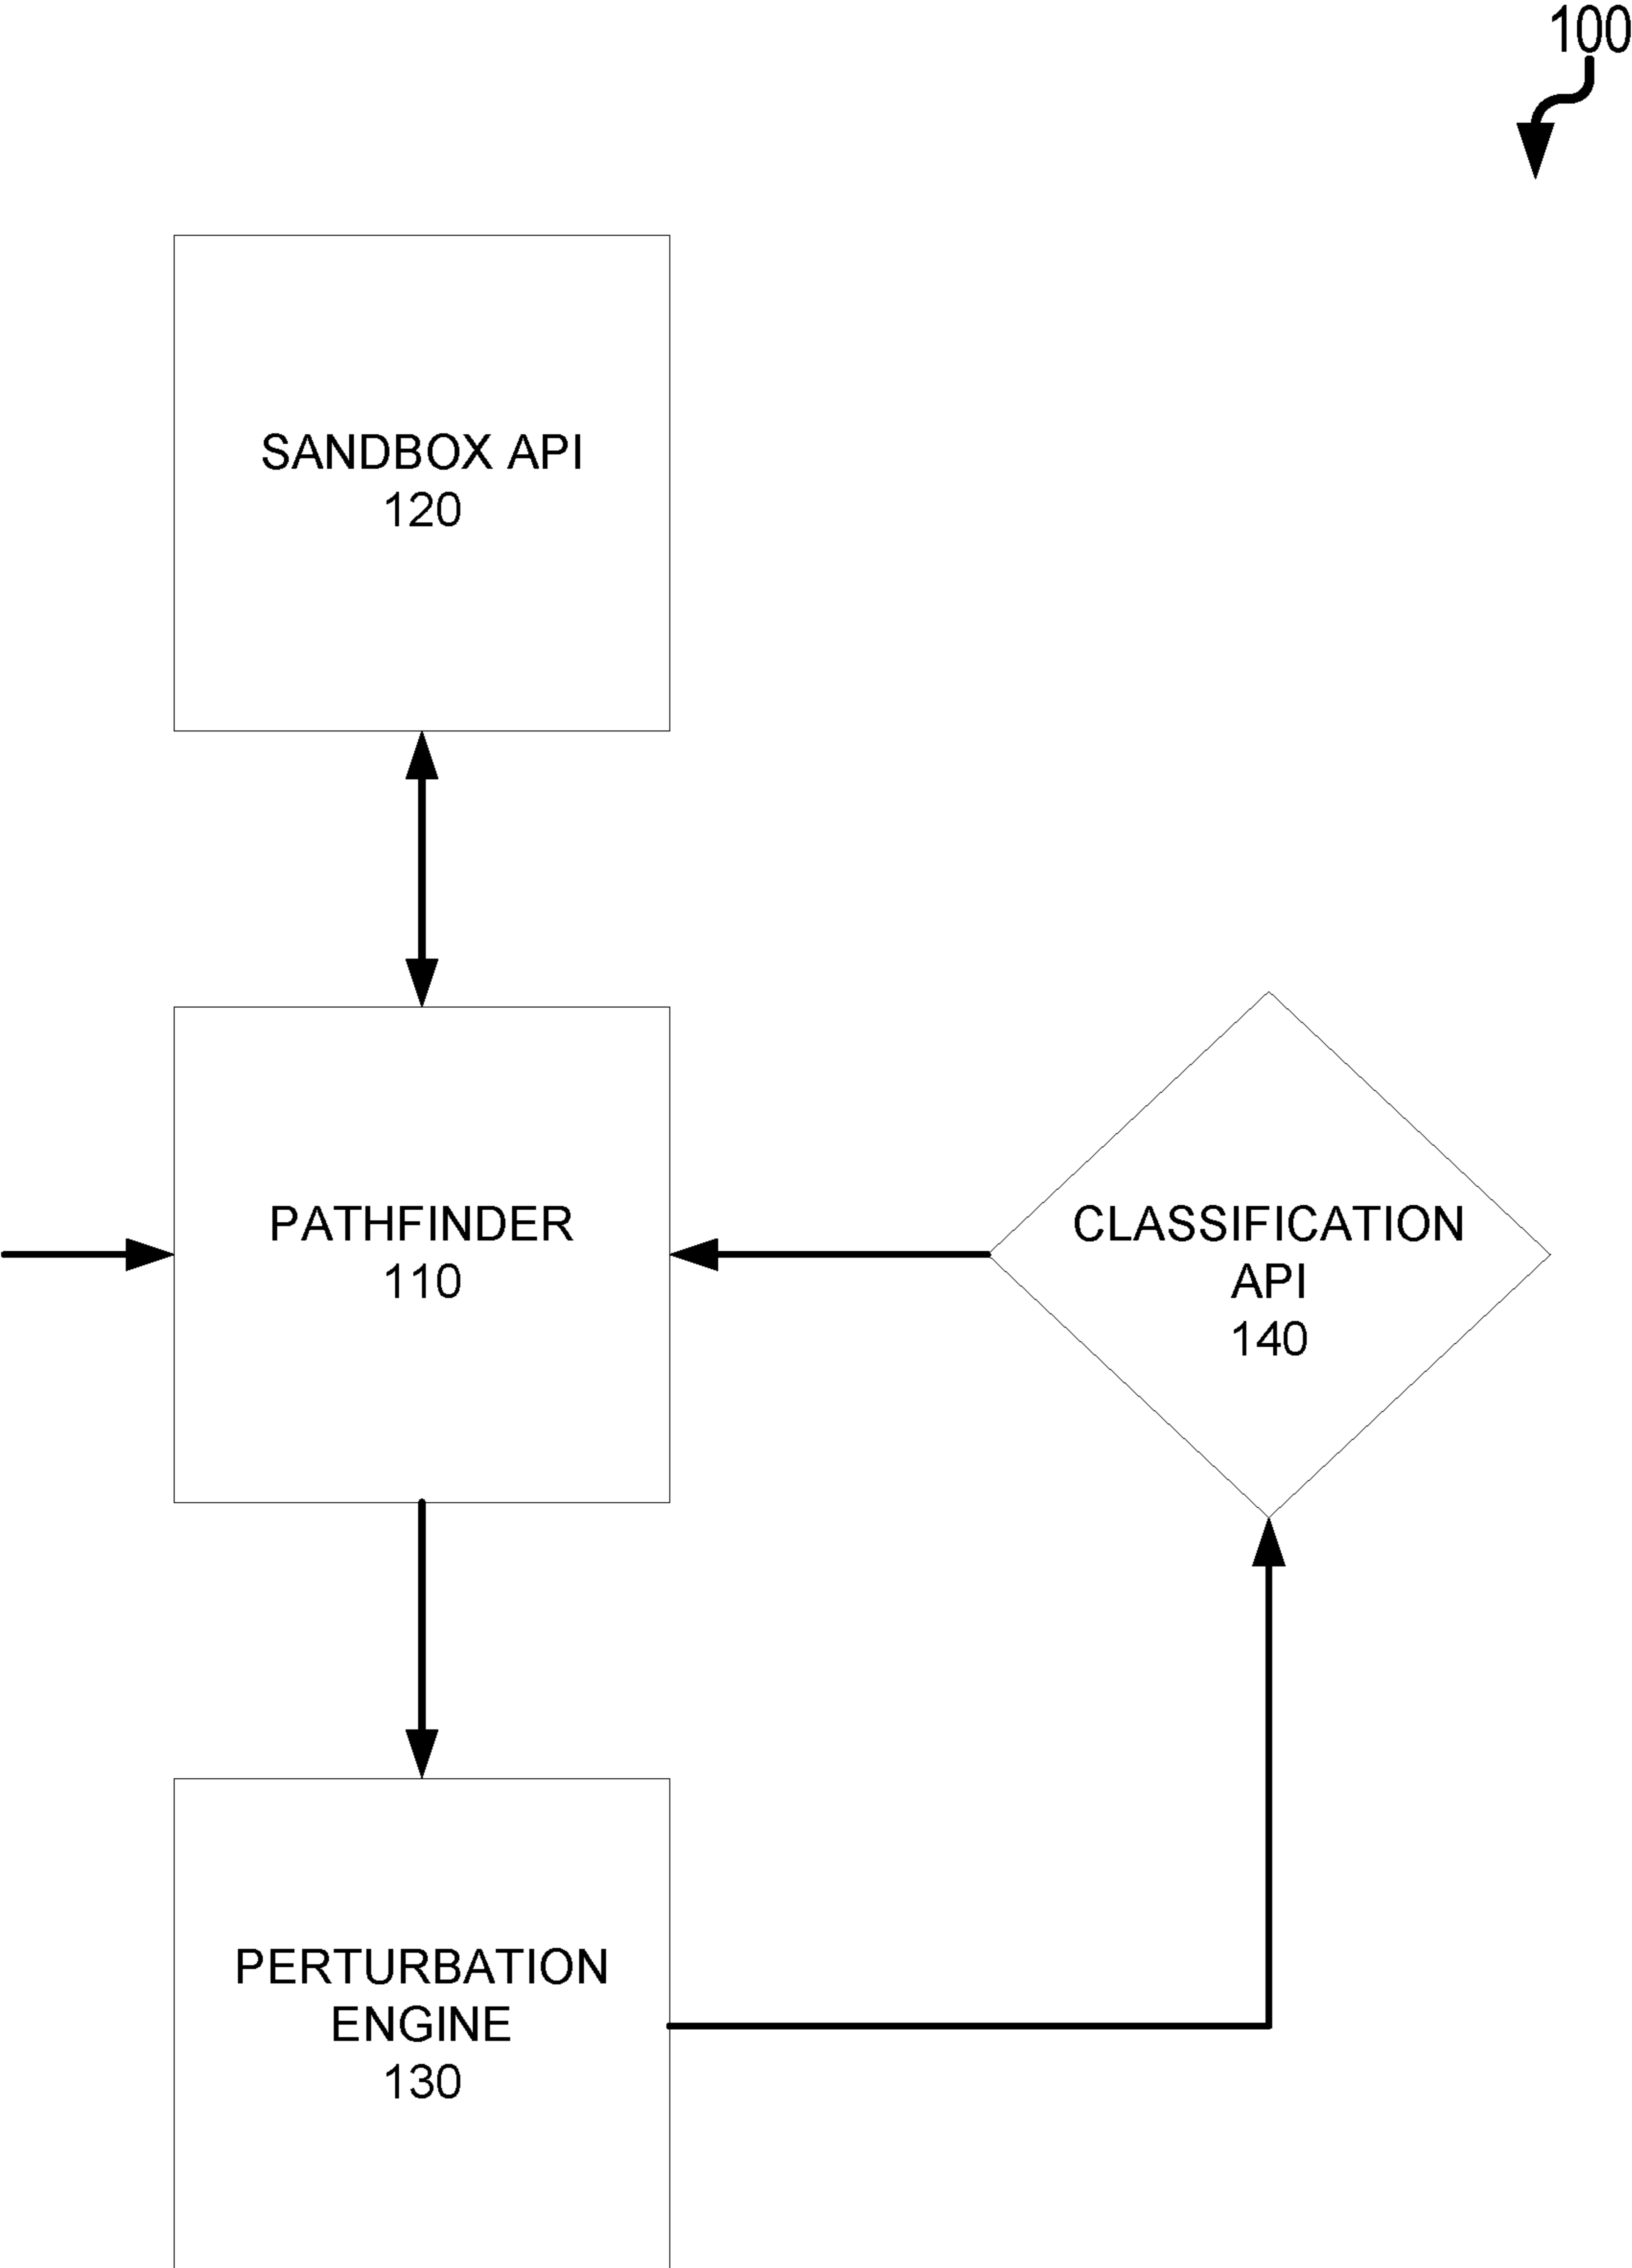 100
SANDBOX API
120
PATHFINDER
110
CLASSIFICATION
API
140
PERTURBATION
ENGINE
130